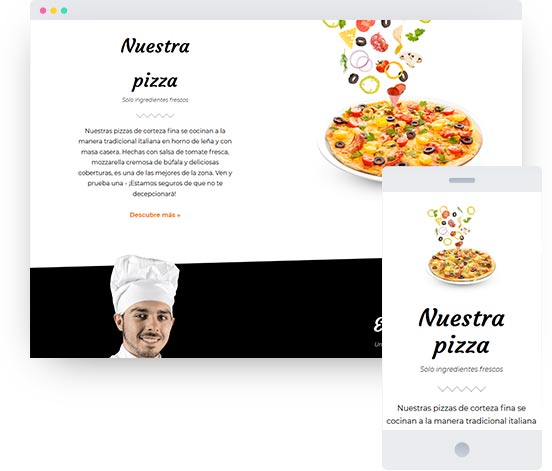 Nuestra
pizza
Solo ingredientes frescos
Nuestras pizzas de corteza fina se cocinan a la
manera tradicional italiana en horno de leña y con
masa casera. Hechas con salsa de tomate fresca,
mozzarella cremosa de búfala y deliciosas
coberturas, es una de las mejores de la zona. Ven y
prueba una - ¡Estamos seguros de que no te
decepcionará!
Descubre más »
Nuestra
pizza
Solo ingredientes frescos
Nuestras pizzas de corteza fina se
cocinan a la manera tradicional italiana